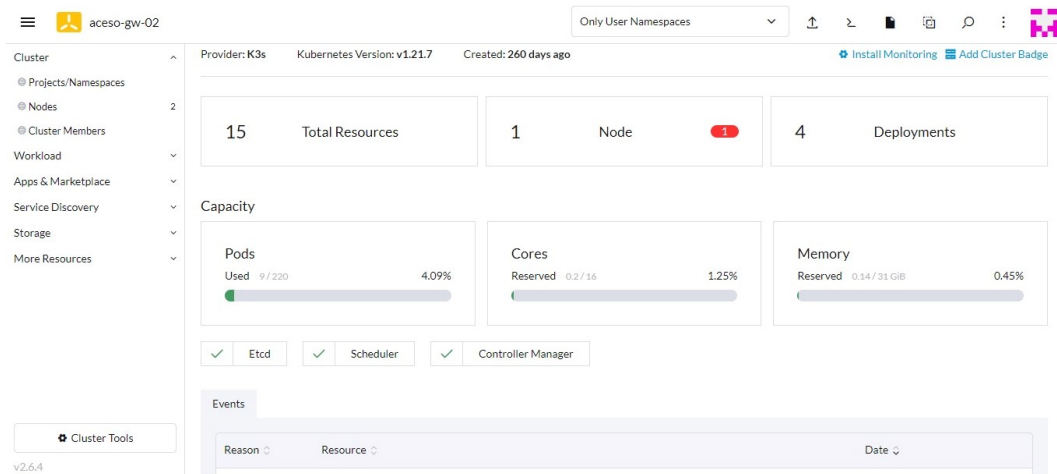 aceso-gw-02
Only User Namespaces
Cluster
Projects/Namespaces
Nodes 2
Cluster Members
Workload
Apps & Marketplace
Service Discovery
Storage
More Resources
Cluster Tools
v2.6.4
Provider: K3s Kubernetes Version: v1.21.7 Created: 260 days ago
Install Monitoring Add Cluster Badge
15 Total Resources
1 Node 1
4 Deployments
Capacity
Pods
Used 9 / 220 4.09%
Cores
Reserved 0.2 / 16 1.25%
Memory
Reserved 0.14 / 31 GiB 0.45%
Etcd
Scheduler
Controller Manager
Events
Reason Resource Date